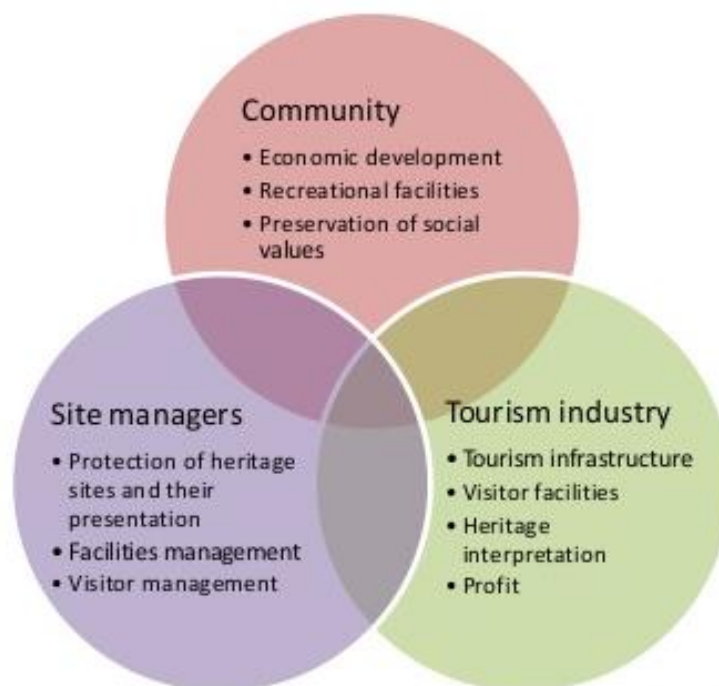 Community
• Economic development
• Recreational facilities
• Preservation of social
values
Site managers
• Protection of heritage
sites and their
presentation
• Facilities management
• Visitor management
Tourism industry
• Tourism infrastructure
• Visitor facilities
• Heritage
interpretation
• Profit